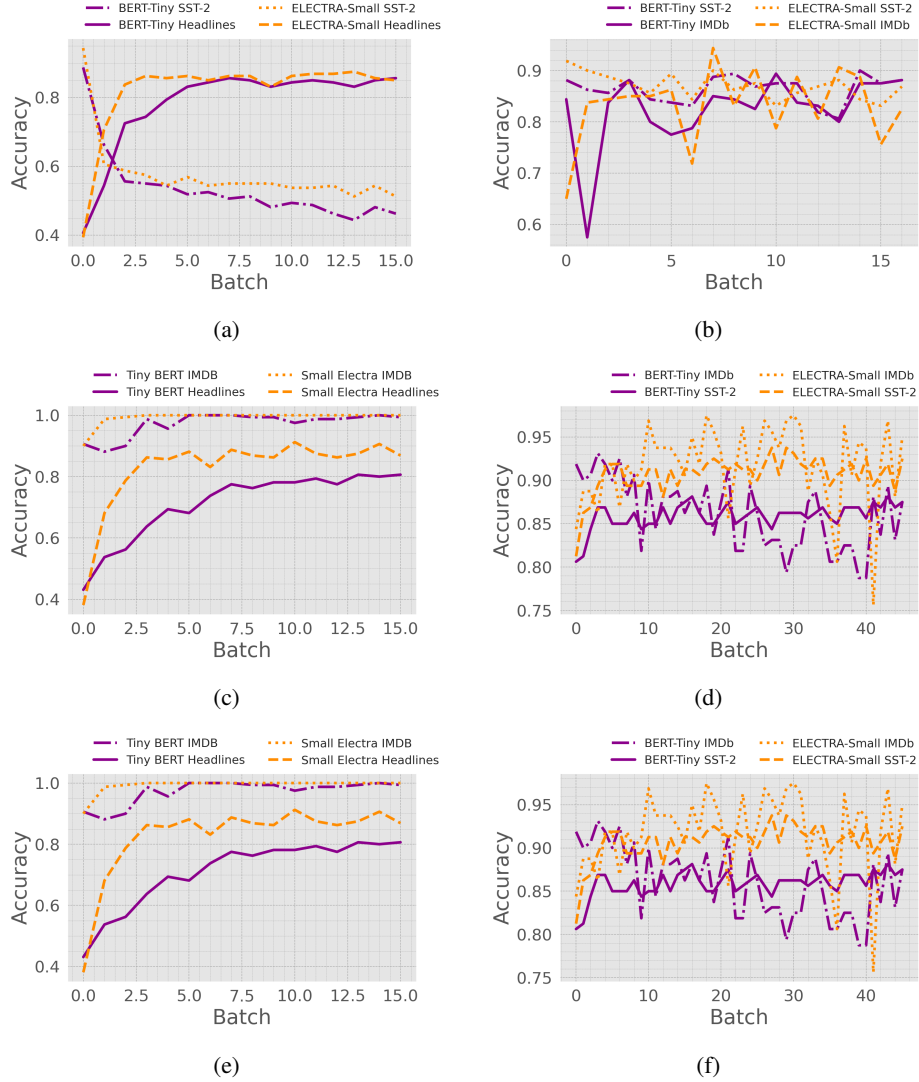 BERT-Tiny SST-2 ELECTRA-Small SST-2
BERT-Tiny Headlines ELECTRA-Small Headlines
0.8
0.6
0.4
Accuracy
0.0 2.5 5.0 7.5 10.0 12.5 15.0
Batch
(a)
BERT-Tiny SST-2 ELECTRA-Small SST-2
BERT-Tiny IMDb ELECTRA-Small IMDb
0.9
0.8
0.7
0.6
Accuracy
0 5 10 15
Batch
(b)
Tiny BERT IMDB Small Electra IMDB
Tiny BERT Headlines Small Electra Headlines
1.0
0.8
0.6
0.4
Accuracy
0.0 2.5 5.0 7.5 10.0 12.5 15.0
Batch
(c)
BERT-Tiny IMDb ELECTRA-Small IMDb
BERT-Tiny SST-2 ELECTRA-Small SST-2
0.95
0.90
0.85
0.80
0.75
Accuracy
0 10 20 30 40
Batch
(d)
Tiny BERT IMDB Small Electra IMDB
Tiny BERT Headlines Small Electra Headlines
1.0
0.8
0.6
0.4
Accuracy
0.0 2.5 5.0 7.5 10.0 12.5 15.0
Batch
(e)
BERT-Tiny IMDb ELECTRA-Small IMDb
BERT-Tiny SST-2 ELECTRA-Small SST-2
0.95
0.90
0.85
0.80
0.75
Accuracy
0 10 20 30 40
Batch
(f)